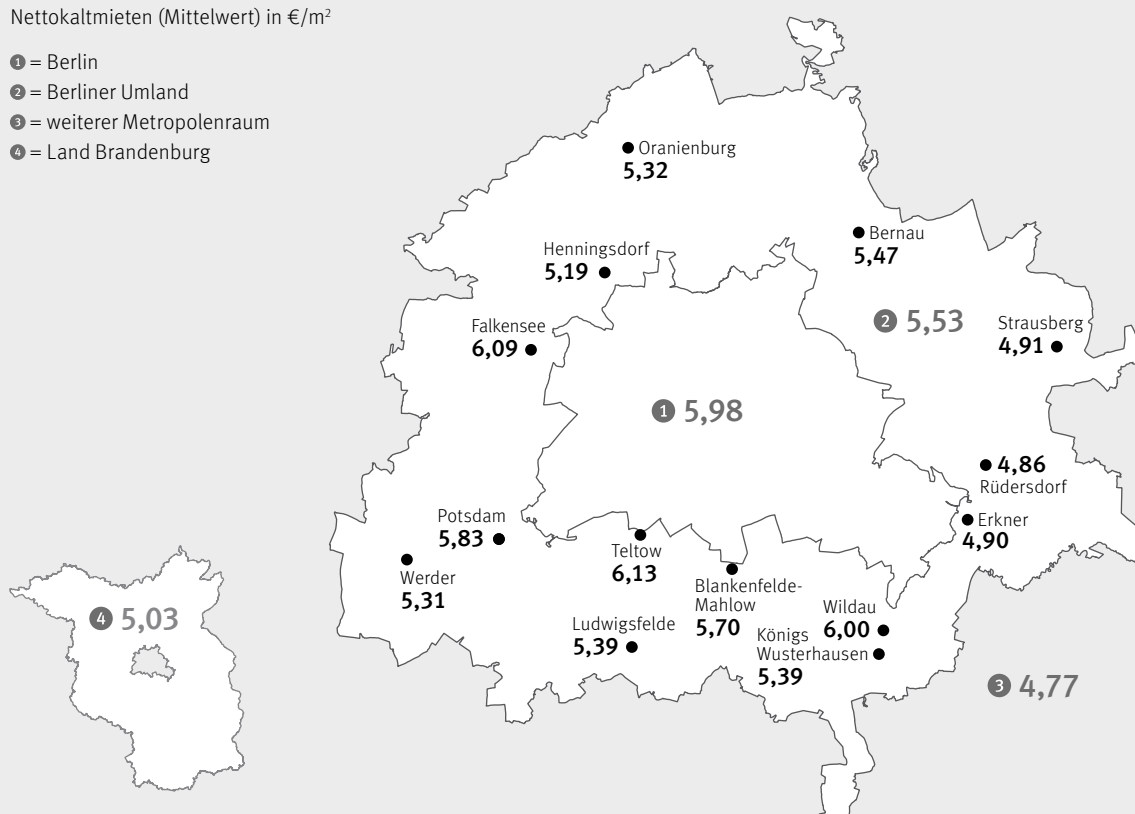 Nettokaltmieten (Mittelwert) in €/m²
1 = Berlin
2 = Berliner Umland
3 = weiterer Metropolenraum
4 = Land Brandenburg
Oranienburg
5,32
Bernau
5,47
Henningsdorf
5,19
2 5,53
Strausberg
4,91
Falkensee
6,09
1 5,98
4,86
Rüdersdorf
Erkner
4,90
Potsdam
5,83
Teltow
6,13
Werder
5,31
Blankenfelde-
Mahlow
5,70
Wildau
6,00
Ludwigsfelde
5,39
Königs
Wusterhausen
5,39
4 5,03
3 4,77